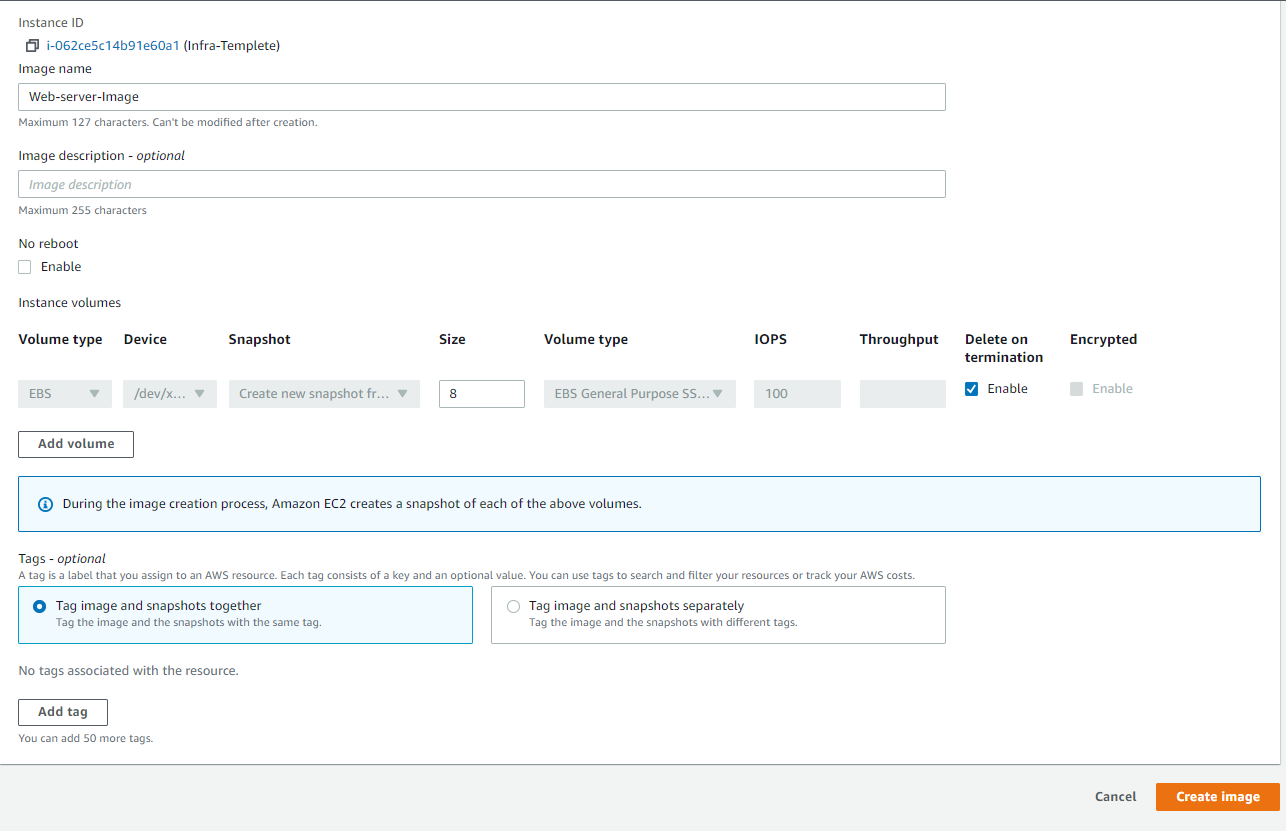 Instance ID
i-062ce5c14b91e60a1 (Infra-Templete)
Image name
Web-server-Image
Maximum 127 characters. Can't be modified after creation.
Image description - optional
Image description
Maximum 255 characters
No reboot
Enable
Instance volumes
Volume type Device Snapshot Size Volume type IOPS Throughput Delete on termination Encrypted
EBS /dev/x... Create new snapshot fr... 8 EBS General Purpose SS... 100 Enable Enable
Add volume
During the image creation process, Amazon EC2 creates a snapshot of each of the above volumes.
Tags - optional
A tag is a label that you assign to an AWS resource. Each tag consists of a key and an optional value. You can use tags to search and filter your resources or track your AWS costs.
Tag image and snapshots together
Tag the image and the snapshots with the same tag.
Tag image and snapshots separately
Tag the image and the snapshots with different tags.
No tags associated with the resource.
Add tag
You can add 50 more tags.
Cancel Create image